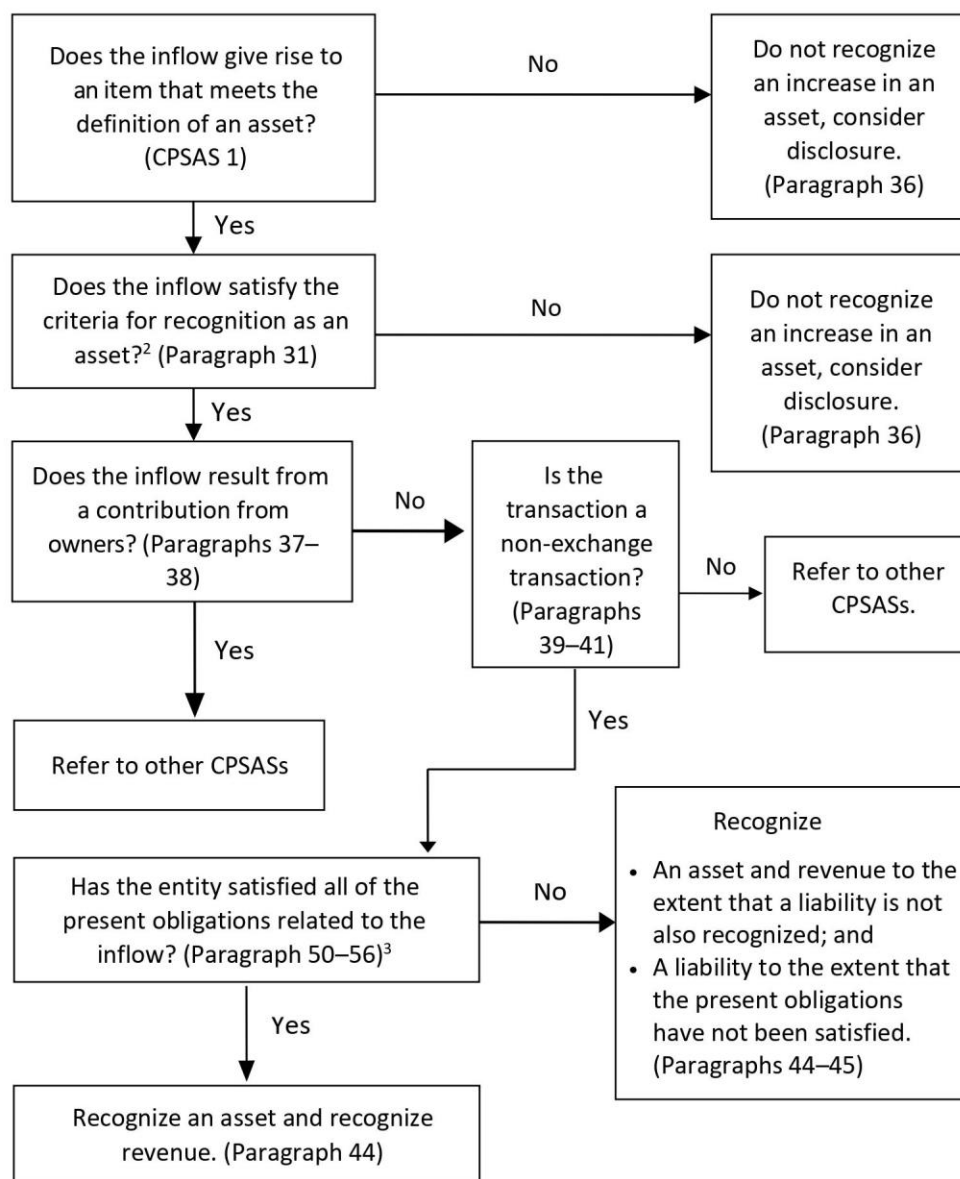 Does the inflow give rise to
an item that meets the
definition of an asset?
(CPSAS 1)
No
Do not recognize
an increase in an
asset, consider
disclosure.
(Paragraph 36)
Yes
Does the inflow satisfy the
criteria for recognition as an
asset?² (Paragraph 31)
No
Do not recognize
an increase in an
asset, consider
disclosure.
(Paragraph 36)
Yes
Does the inflow result from
a contribution from
owners? (Paragraphs 37–
38)
No
Is the
transaction a
non-exchange
transaction?
(Paragraphs
39–41)
No
Refer to other
CPSASs.
Yes
Refer to other CPSASs
Yes
Has the entity satisfied all of the
present obligations related to the
inflow? (Paragraph 50–56)³
No
Recognize
• An asset and revenue to the
extent that a liability is not
also recognized; and
• A liability to the extent that
the present obligations
have not been satisfied.
(Paragraphs 44–45)
Yes
Recognize an asset and recognize
revenue. (Paragraph 44)